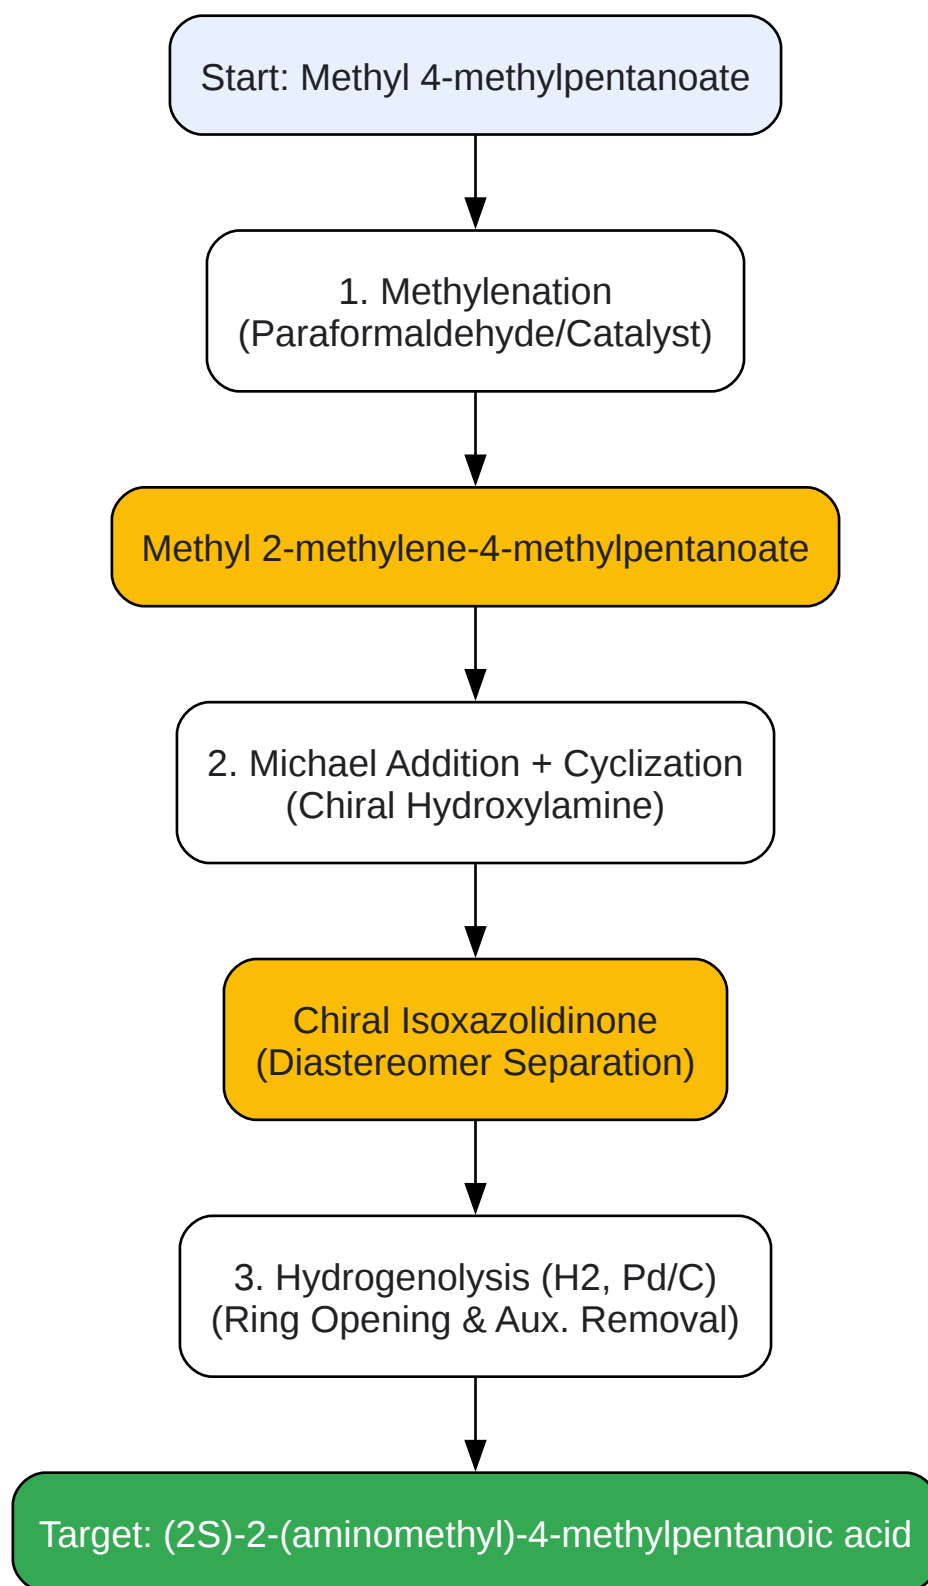 Start: Methyl 4-methylpentanoate
1. Methylenation
(Paraformaldehyde/Catalyst)
Methyl 2-methylene-4-methylpentanoate
2. Michael Addition + Cyclization
(Chiral Hydroxylamine)
Chiral Isoxazolidinone
(Diastereomer Separation)
3. Hydrogenolysis (H2, Pd/C)
(Ring Opening & Aux. Removal)
Target: (2S)-2-(aminomethyl)-4-methylpentanoic acid